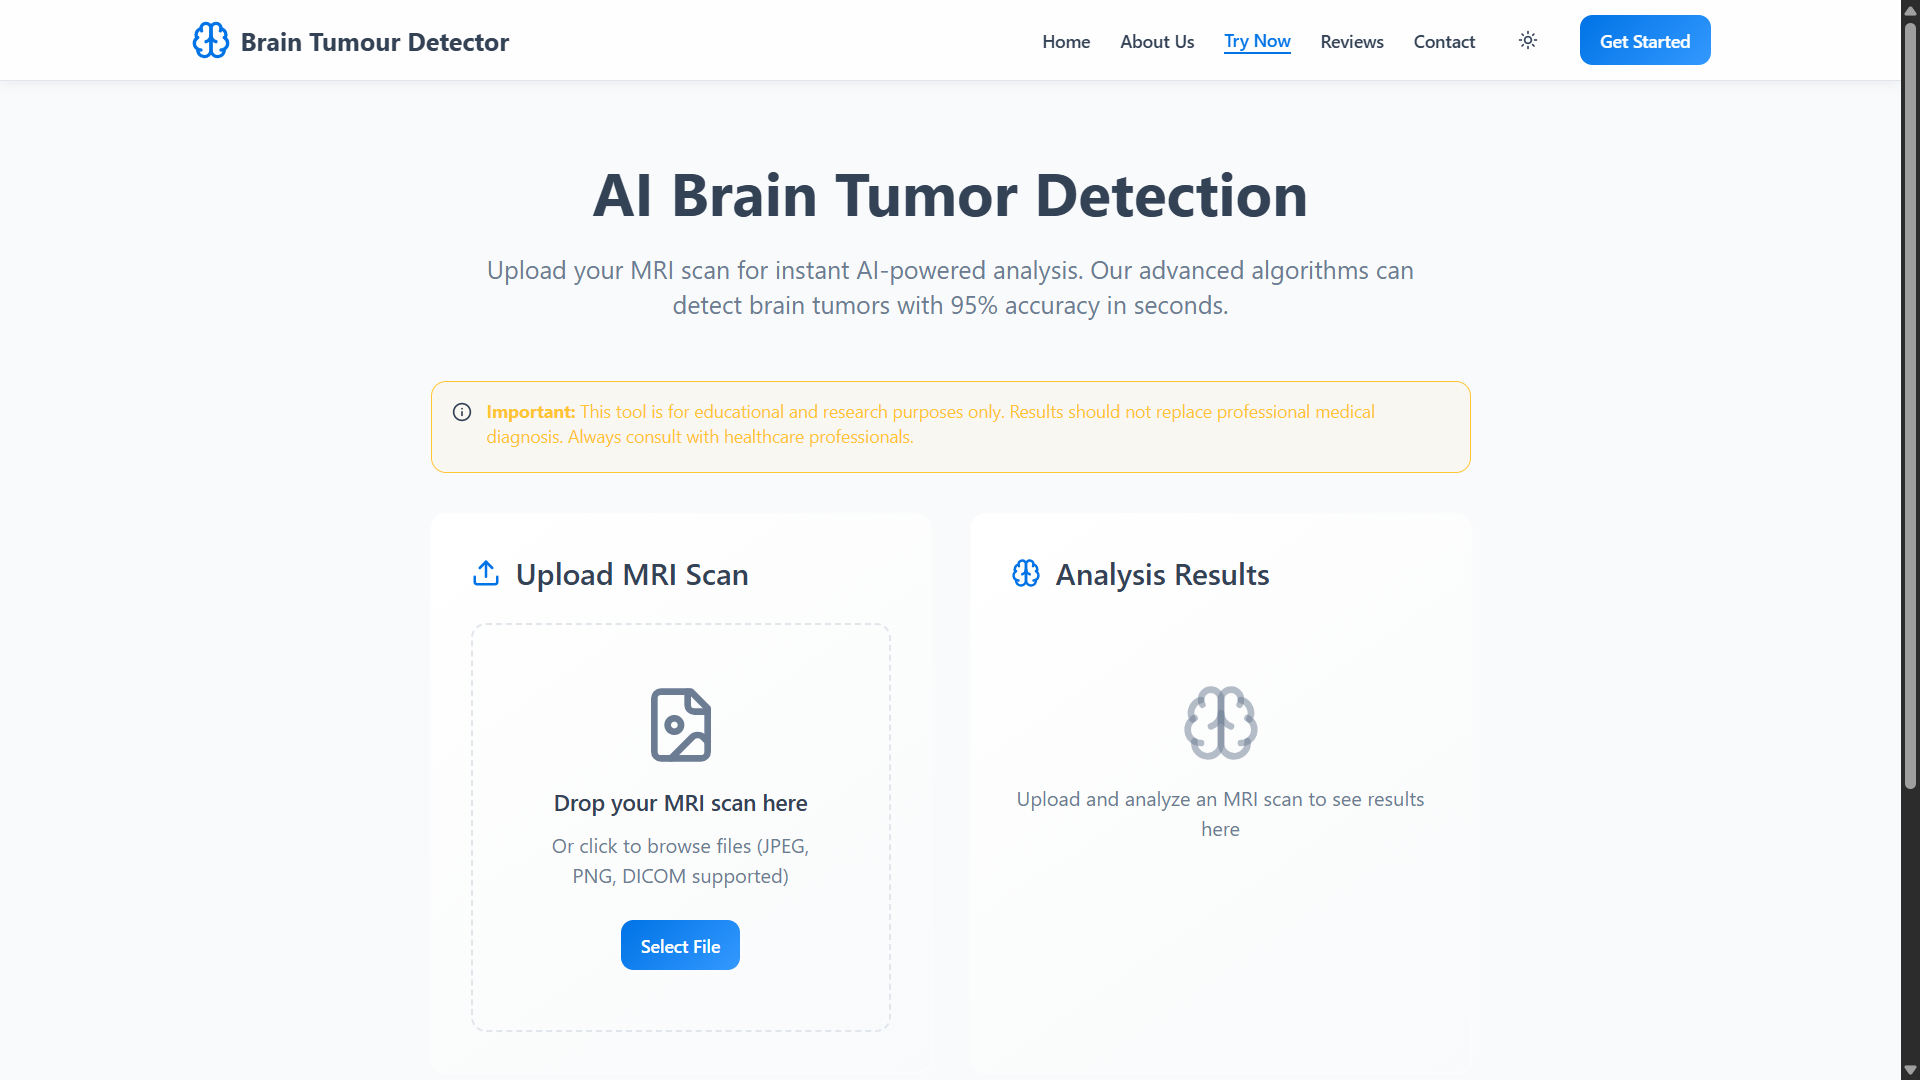 Brain Tumour Detector
Home
About Us
Try Now
Reviews
Contact
Get Started
AI Brain Tumor Detection
Upload your MRI scan for instant AI-powered analysis. Our advanced algorithms can
detect brain tumors with 95% accuracy in seconds.
Important: This tool is for educational and research purposes only. Results should not replace professional medical
diagnosis. Always consult with healthcare professionals.
Upload MRI Scan
Drop your MRI scan here
Or click to browse files (JPEG,
PNG, DICOM supported)
Select File
Analysis Results
Upload and analyze an MRI scan to see results
here